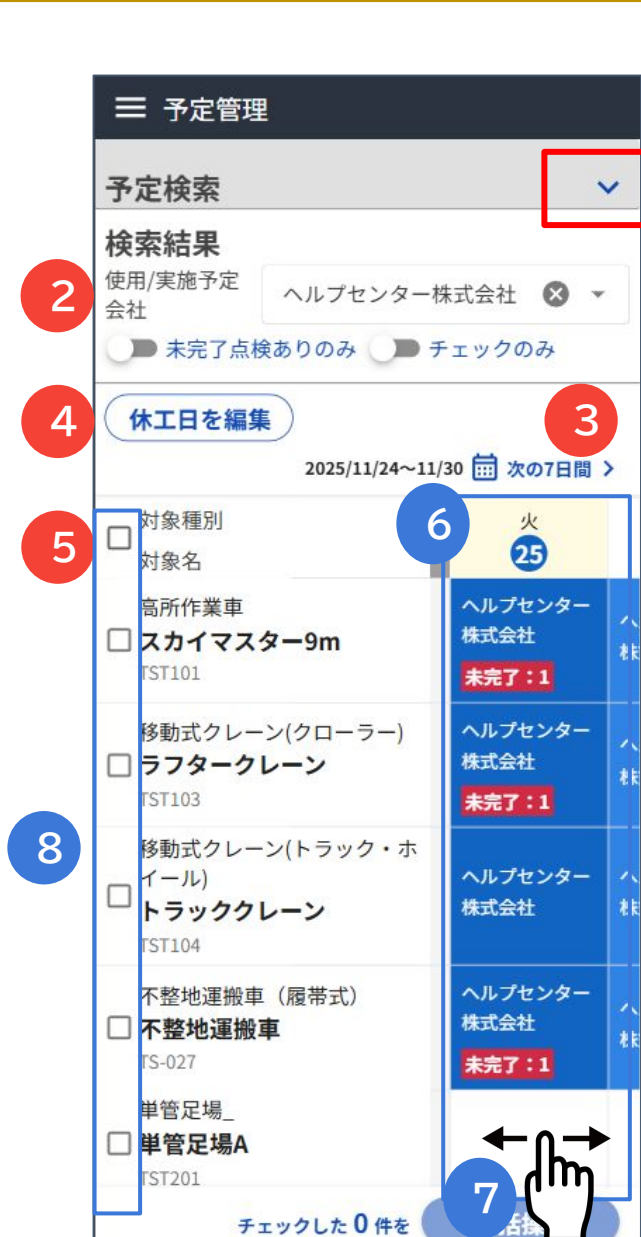 予定管理
予定検索
検索結果
2
使用/実施予定
会社
ヘルプセンター株式会社
未完了点検ありのみ
チェックのみ
4
休工日を編集
3
2025/11/24～11/30
次の7日間
5
対象種別
対象名
6
火
25
高所作業車
スカイマスター9m
TST101
ヘルプセンター
株式会社
未完了：1
移動式クレーン(クローラー)
ラフタークレーン
TST103
ヘルプセンター
株式会社
未完了：1
8
移動式クレーン(トラック・ホ
イール)
トラッククレーン
TST104
ヘルプセンター
株式会社
不整地運搬車（履帯式）
不整地運搬車
TS-027
ヘルプセンター
株式会社
未完了：1
単管足場_
単管足場A
TST201
7
チェックした 0 件を